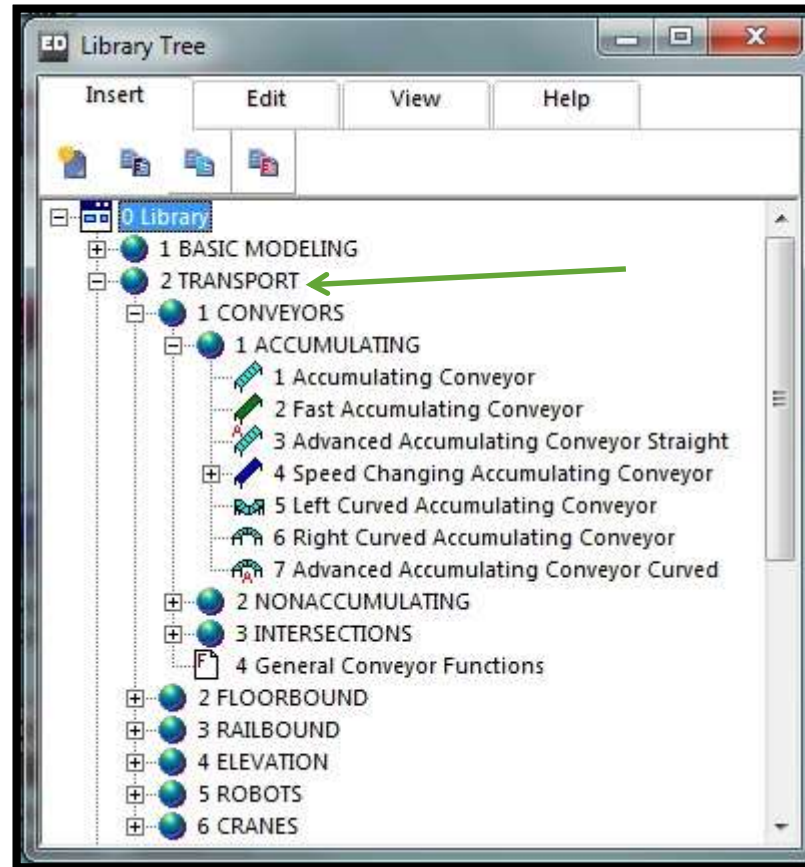 ED Library Tree
Insert Edit View Help
0 Library
1 BASIC MODELING
2 TRANSPORT
1 CONVEYORS
1 ACCUMULATING
1 Accumulating Conveyor
2 Fast Accumulating Conveyor
A 3 Advanced Accumulating Conveyor Straight
4 Speed Changing Accumulating Conveyor
5 Left Curved Accumulating Conveyor
6 Right Curved Accumulating Conveyor
A 7 Advanced Accumulating Conveyor Curved
2 NONACCUMULATING
3 INTERSECTIONS
F 4 General Conveyor Functions
2 FLOORBOUND
3 RAILBOUND
4 ELEVATION
5 ROBOTS
6 CRANES